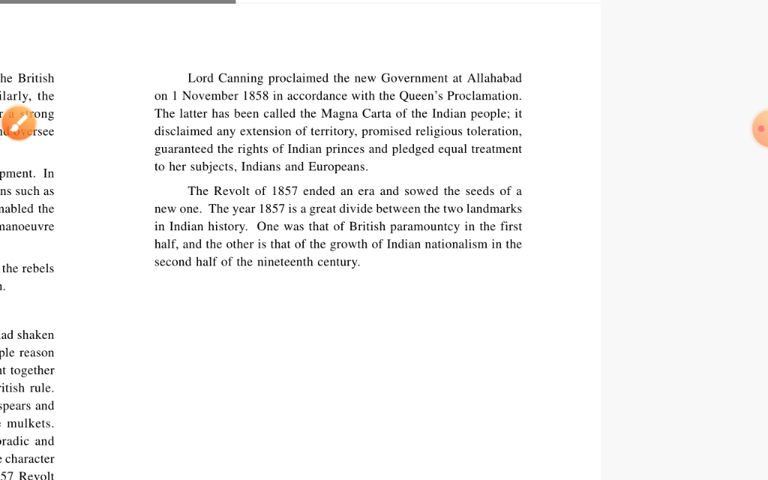 he British
ilarly, the
strong
oversee
pment. In
ns such as
nabled the
manoeuvre
the rebels
n.
ad shaken
ple reason
nt together
ritish rule.
spears and
mulkets.
oradic and
e character
57 Revolt
Lord Canning proclaimed the new Government at Allahabad
on 1 November 1858 in accordance with the Queen's Proclamation.
The latter has been called the Magna Carta of the Indian people; it
disclaimed any extension of territory, promised religious toleration,
guaranteed the rights of Indian princes and pledged equal treatment
to her subjects, Indians and Europeans.
The Revolt of 1857 ended an era and sowed the seeds of a
new one. The year 1857 is a great divide between the two landmarks
in Indian history. One was that of British paramountcy in the first
half, and the other is that of the growth of Indian nationalism in the
second half of the nineteenth century.